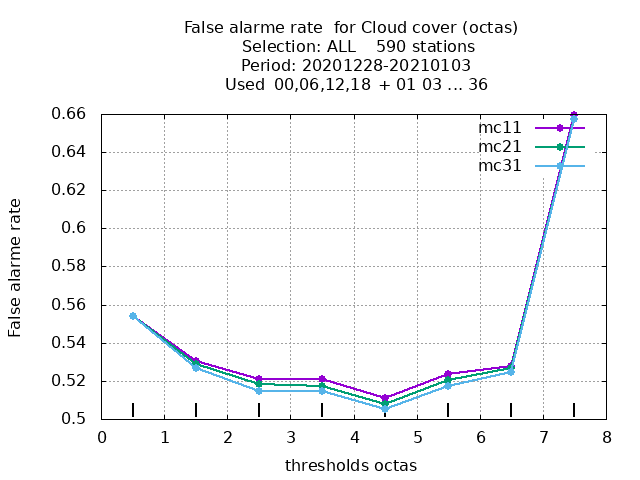 False alarme rate  for Cloud cover (octas)
Selection: ALL    590 stations
Period: 20201228-20210103
Used  00,06,12,18  + 01 03 ... 36
mc11
mc21
mc31
0.66
0.64
0.62
0.6
0.58
0.56
0.54
0.52
0.5
False alarme rate
0 1 2 3 4 5 6 7 8
thresholds octas